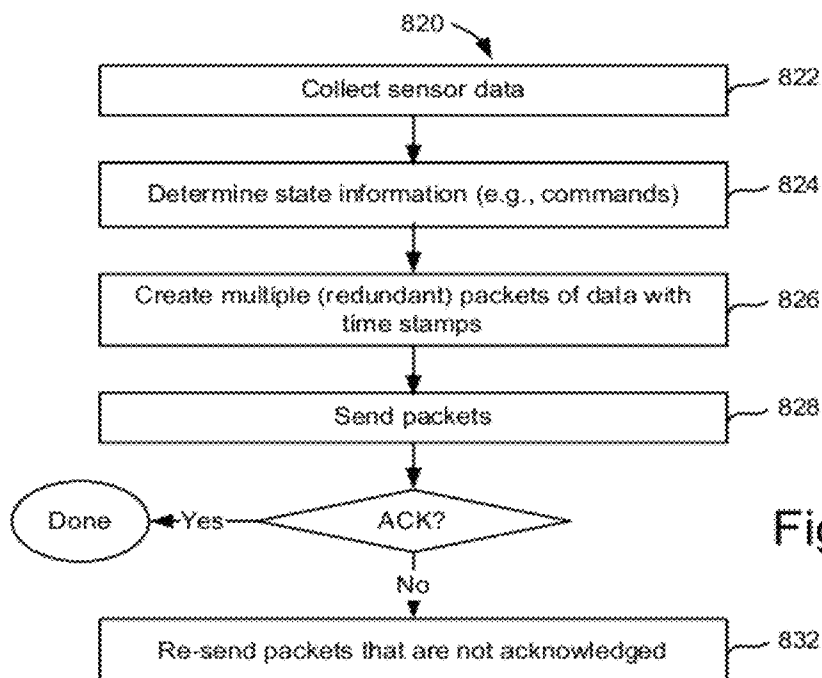 820
Collect sensor data
822
Determine state information (e.g., commands)
824
Create multiple (redundant) packets of data with
time stamps
826
Send packets
828
Done
Yes
ACK?
Fig
No
Re-send packets that are not acknowledged
832